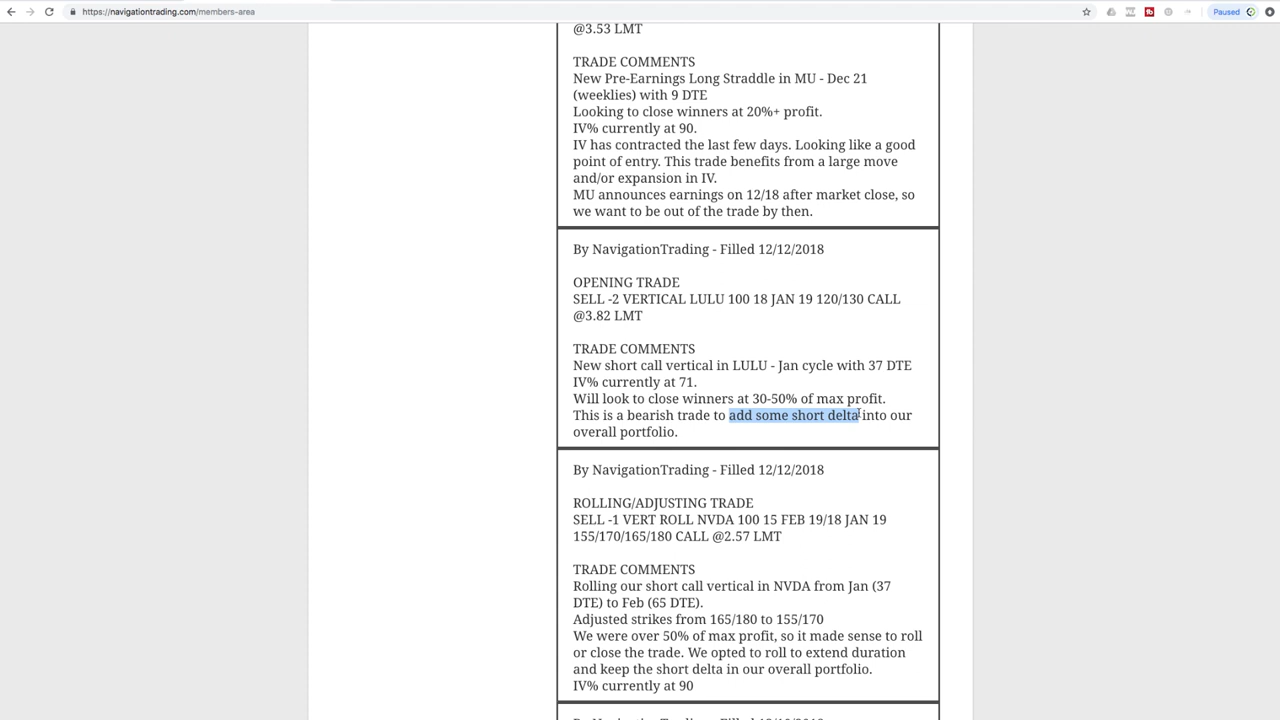 https://navigationtrading.com/members-area
Paused
@3.53 LMT
TRADE COMMENTS
New Pre-Earnings Long Straddle in MU - Dec 21
(weeklies) with 9 DTE
Looking to close winners at 20%+ profit.
IV% currently at 90.
IV has contracted the last few days. Looking like a good
point of entry. This trade benefits from a large move
and/or expansion in IV.
MU announces earnings on 12/18 after market close, so
we want to be out of the trade by then.
By NavigationTrading - Filled 12/12/2018
OPENING TRADE
SELL -2 VERTICAL LULU 100 18 JAN 19 120/130 CALL
@3.82 LMT
TRADE COMMENTS
New short call vertical in LULU - Jan cycle with 37 DTE
IV% currently at 71.
Will look to close winners at 30-50% of max profit.
This is a bearish trade to add some short delta into our
overall portfolio.
By NavigationTrading - Filled 12/12/2018
ROLLING/ADJUSTING TRADE
SELL -1 VERT ROLL NVDA 100 15 FEB 19/18 JAN 19
155/170/165/180 CALL @2.57 LMT
TRADE COMMENTS
Rolling our short call vertical in NVDA from Jan (37
DTE) to Feb (65 DTE).
Adjusted strikes from 165/180 to 155/170
We were over 50% of max profit, so it made sense to roll
or close the trade. We opted to roll to extend duration
and keep the short delta in our overall portfolio.
IV% currently at 90